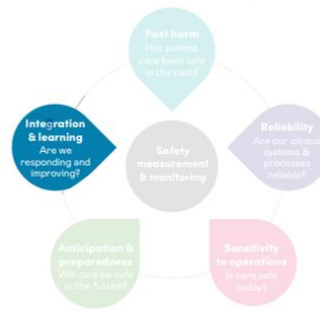 Past harm
Has patient
care been safe
in the past?
Integration
& learning
Are we
responding and
improving?
Safety
measurement
& monitoring
Reliability
Are our clinical
systems &
processes
reliable?
Anticipation &
preparedness
Will care be safe
in the future?
Sensitivity
to operations
Is care safe
today?